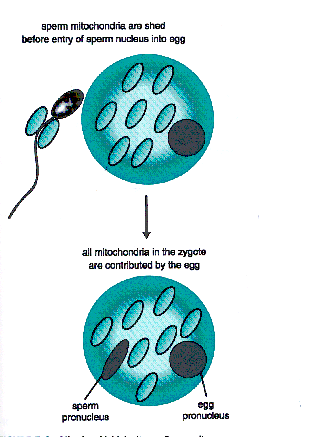 sperm mitochondria are shed
before entry of sperm nucleus into egg
all mitochondria in the zygote
are contributed by the egg
sperm
pronucleus
egg
pronucleus